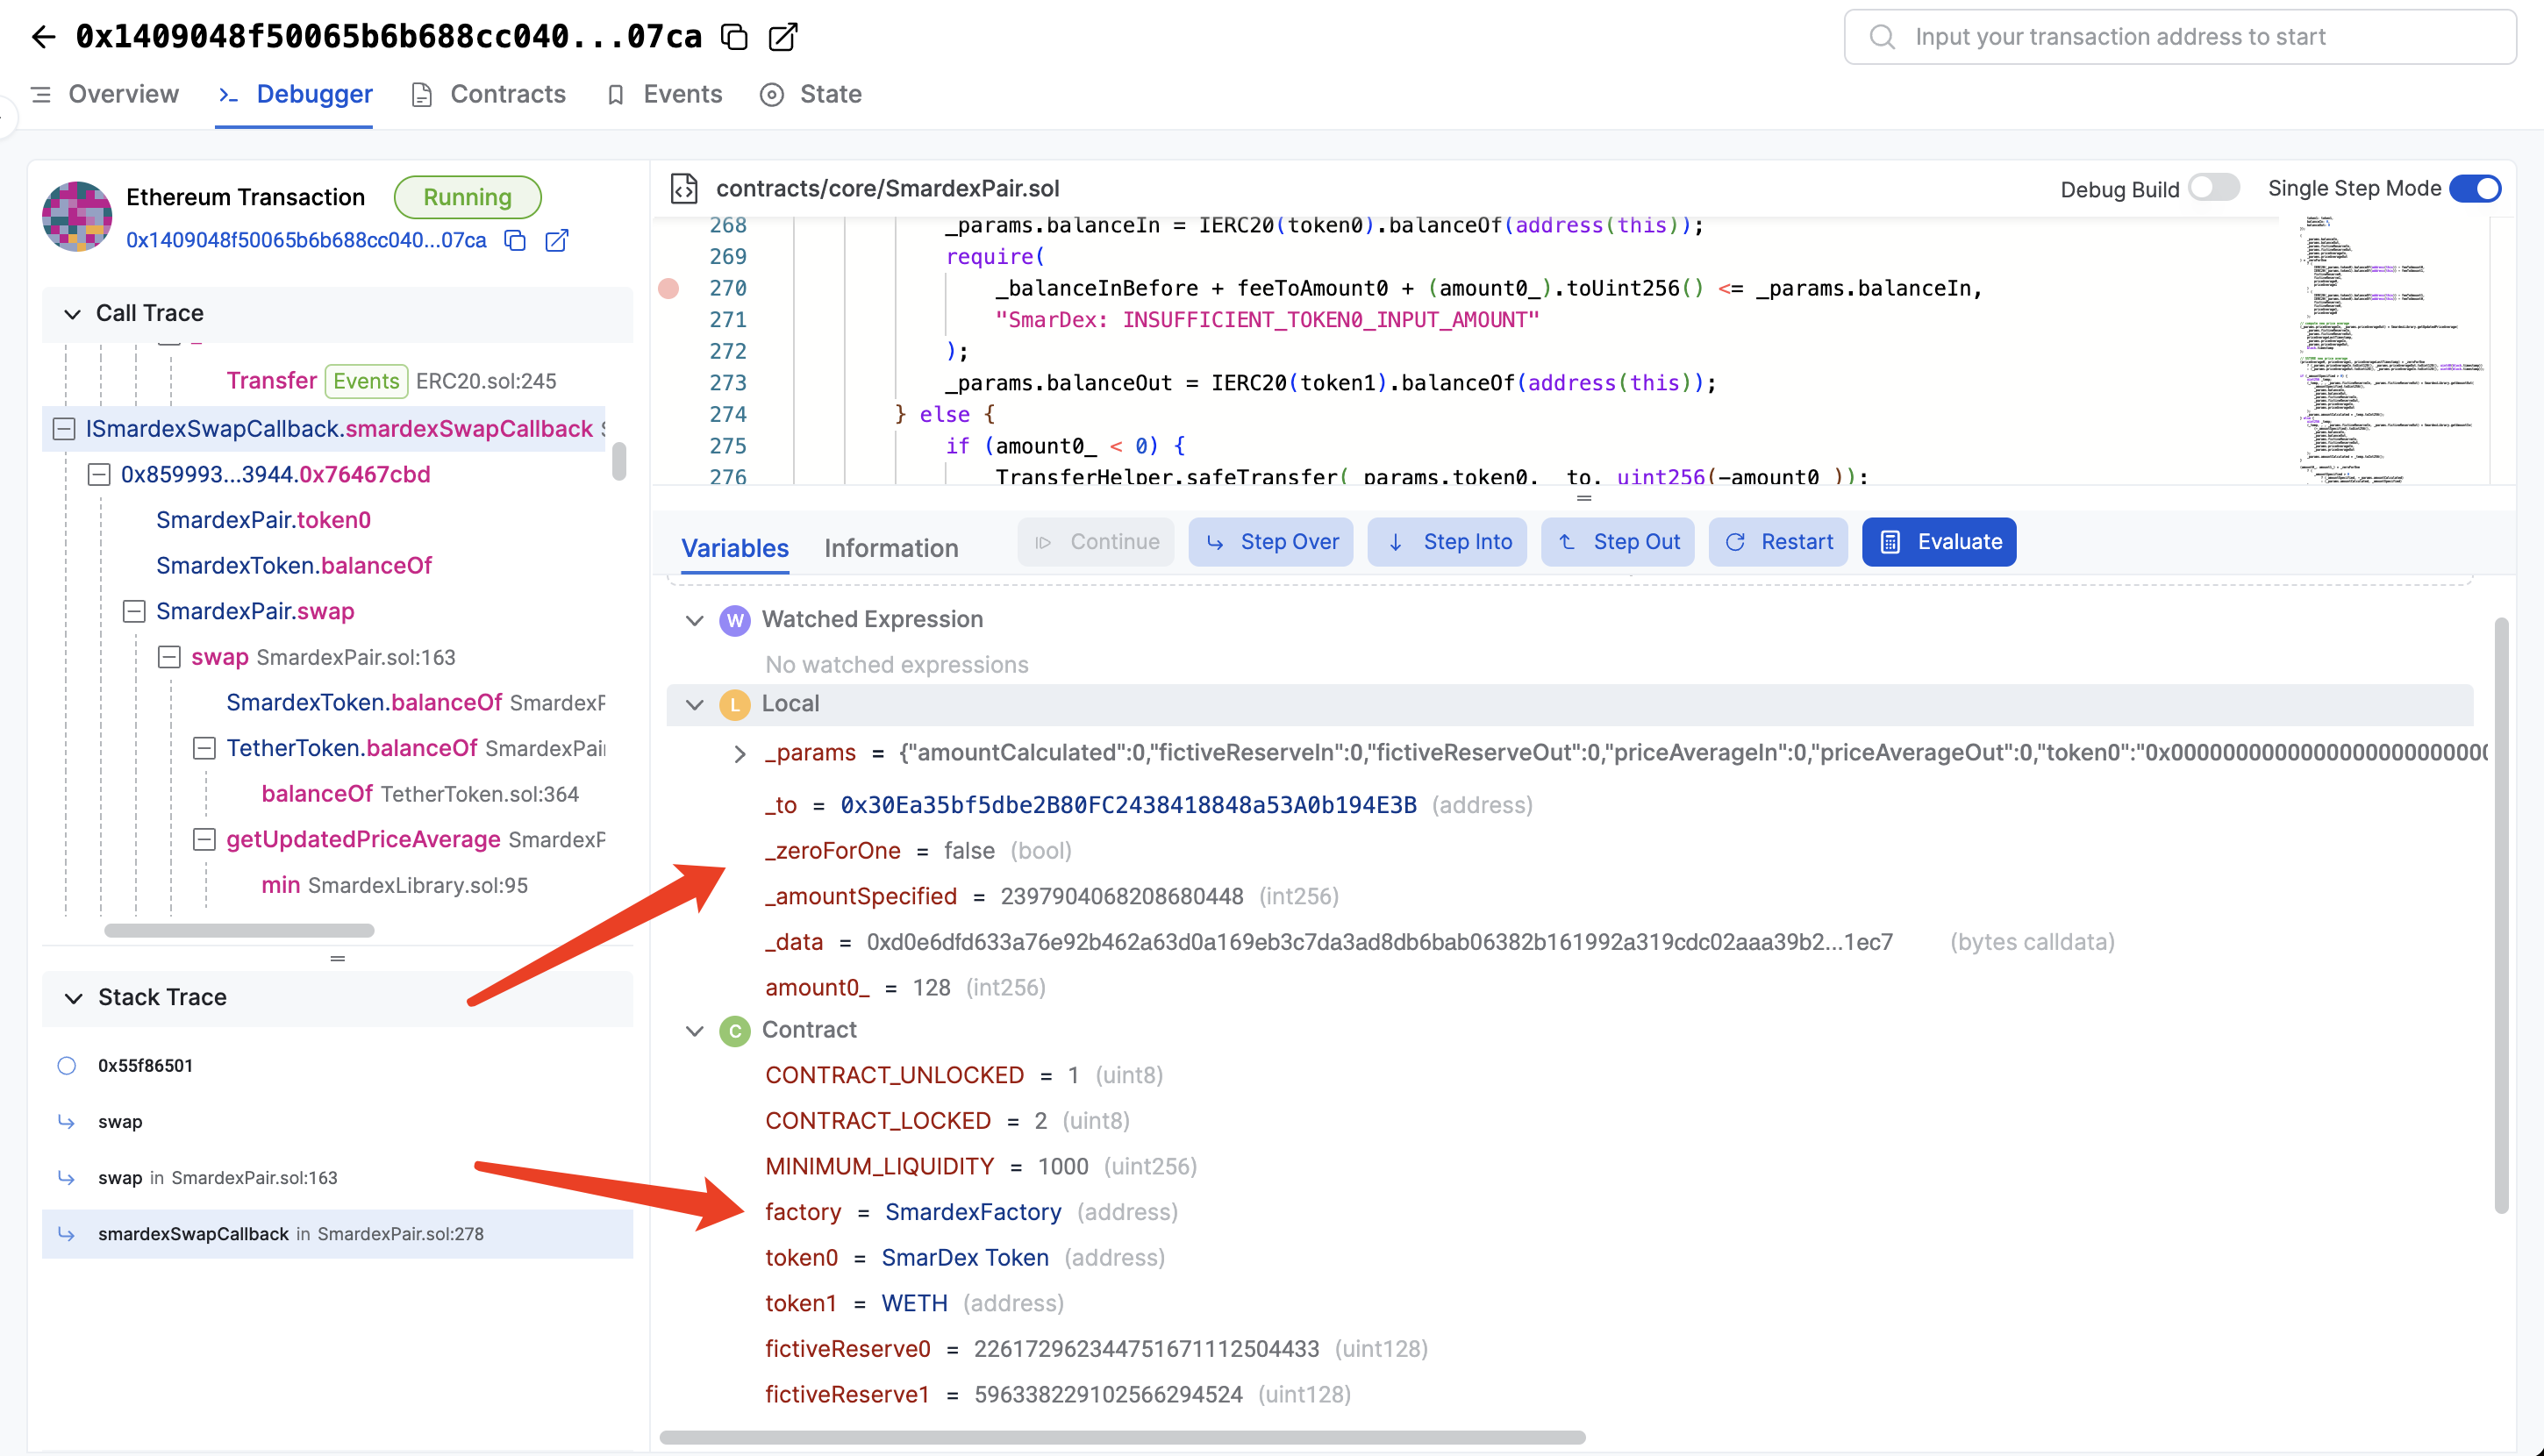 0x1409048f50065b6b688cc040...07ca
Input your transaction address to start
Overview
Debugger
Contracts
Events
State
Ethereum Transaction
Running
0x1409048f50065b6b688cc040...07ca
Call Trace
Transfer Events ERC20.sol:245
ISmardexSwapCallback.smardexSwapCallback
0x859993...3944.0x76467cbd
SmardexPair.token0
SmardexToken.balanceOf
SmardexPair.swap
swap SmardexPair.sol:163
SmardexToken.balanceOf SmardexP
TetherToken.balanceOf SmardexPair
balanceOf TetherToken.sol:364
getUpdatedPriceAverage SmardexP
min SmardexLibrary.sol:95
Stack Trace
0x55f86501
swap
swap in SmardexPair.sol:163
smardexSwapCallback in SmardexPair.sol:278
contracts/core/SmardexPair.sol
Debug Build
Single Step Mode
268 _params.balanceIn = IERC20(token0).balanceOf(address(this));
269 require(
270 _balanceInBefore + feeToAmount0 + (amount0_).toUint256() <= _params.balanceIn,
271 "SmarDex: INSUFFICIENT_TOKEN0_INPUT_AMOUNT"
272 );
273 _params.balanceOut = IERC20(token1).balanceOf(address(this));
274 } else {
275 if (amount0_ < 0) {
276 TransferHelper.safeTransfer(_params.token0, _to, uint256(-amount0_));
Variables
Information
Continue
Step Over
Step Into
Step Out
Restart
Evaluate
W Watched Expression
No watched expressions
L Local
_params = {"amountCalculated":0,"fictiveReserveIn":0,"fictiveReserveOut":0,"priceAverageIn":0,"priceAverageOut":0,"token0":"0x000000000000000000000000
_to = 0x30Ea35bf5dbe2B80FC2438418848a53A0b194E3B (address)
_zeroForOne = false (bool)
_amountSpecified = 2397904068208680448 (int256)
_data = 0xd0e6dfd633a76e92b462a63d0a169eb3c7da3ad8db6bab06382b161992a319cdc02aaa39b2...1ec7 (bytes calldata)
amount0_ = 128 (int256)
C Contract
CONTRACT_UNLOCKED = 1 (uint8)
CONTRACT_LOCKED = 2 (uint8)
MINIMUM_LIQUIDITY = 1000 (uint256)
factory = SmardexFactory (address)
token0 = SmarDex Token (address)
token1 = WETH (address)
fictiveReserve0 = 2261729623447516711112504433 (uint128)
fictiveReserve1 = 596338229102566294524 (uint128)